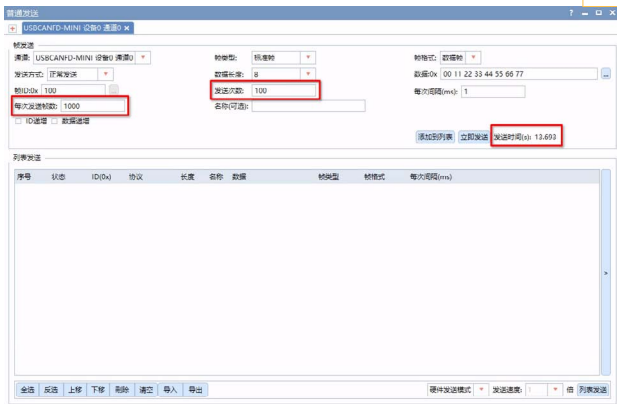 普通发送
USBCANFD-MINI 设备0 通道0
帧发送
通道: USBCANFD-MINI 设备0 通道0
帧类型: 标准帧
帧格式: 数据帧
发送方式: 正常发送
数据长度: 8
数据:0x 00 11 22 33 44 55 66 77
...
帧ID:0x 100
...
发送次数: 100
每次间隔(ms): 1
每次发送帧数: 1000
名称(可选):
ID递增 数据递增
添加到列表 立即发送 发送时间(s): 13.693
列表发送
序号 状态 ID(0x) 协议 长度 名称 数据 帧类型 帧格式 每次间隔(ms)
>
全选 反选 上移 下移 删除 清空 导入 导出 硬件发送模式 发送速度: 1 倍 列表发送